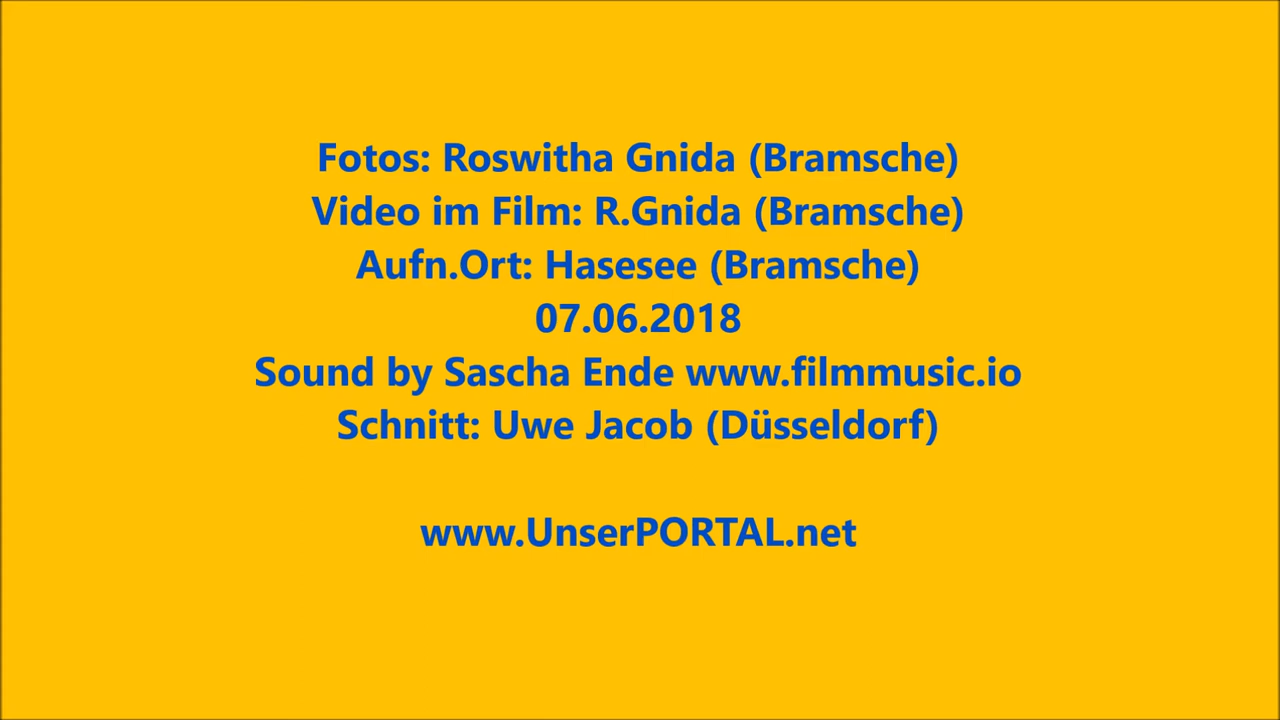 Fotos: Roswitha Gnida (Bramsche)
Video im Film: R.Gnida (Bramsche)
Aufn.Ort: Hasesee (Bramsche)
07.06.2018
Sound by Sascha Ende www.filmmusic.io
Schnitt: Uwe Jacob (Düsseldorf)
www.UnserPORTAL.net